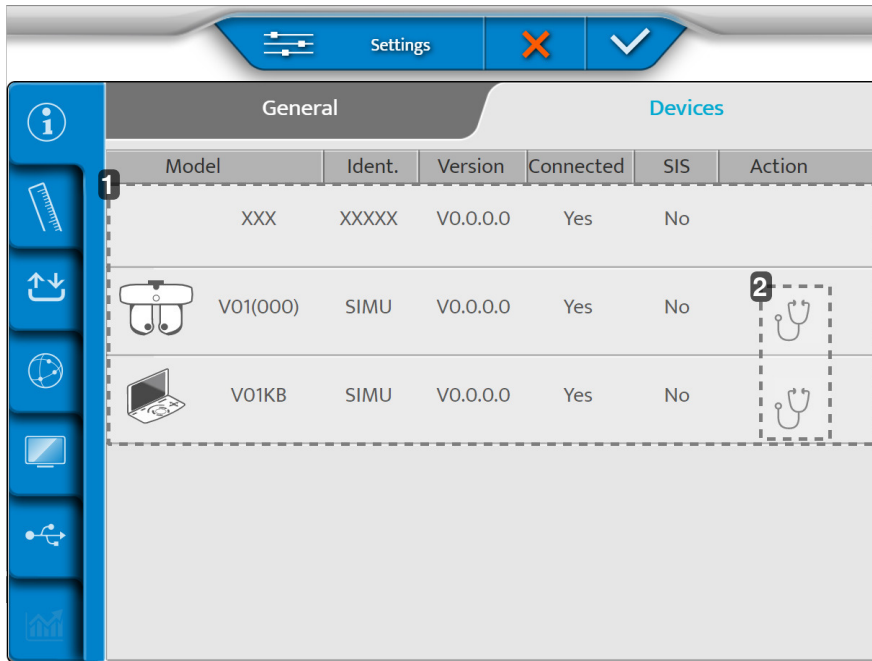 Settings
General Devices
Model Ident. Version Connected SIS Action
1
XXX XXXXX V0.0.0.0 Yes No
2
V01(000) SIMU V0.0.0.0 Yes No
V01KB SIMU V0.0.0.0 Yes No